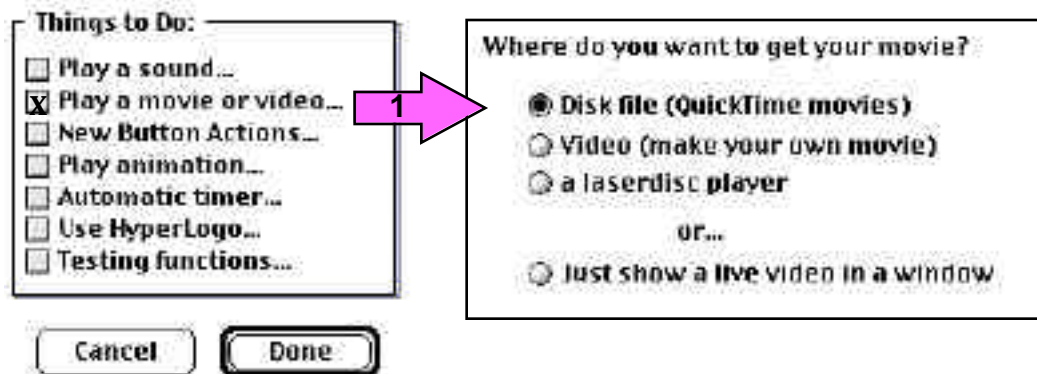 Things to Do:
Play a sound...
X Play a movie or video...
New Button Actions...
Play animation...
Automatic timer...
Use HyperLogo...
Testing functions...
Cancel
Done
1
Where do you want to get your movie?
Disk file (QuickTime movies)
Video (make your own movie)
a laserdisc player
or...
Just show a live video in a window